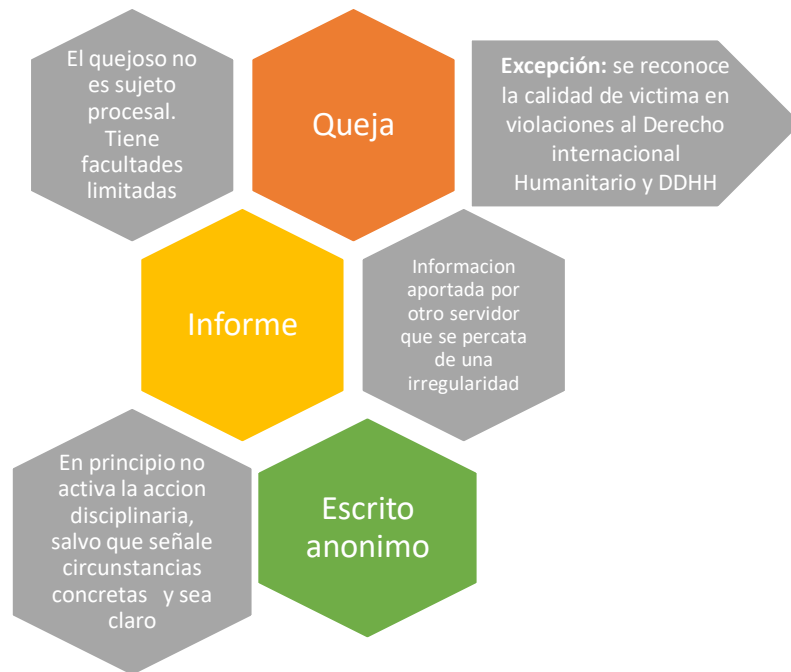 El quejoso no
es sujeto
procesal.
Tiene
facultades
limitadas
Queja
Excepción: se reconoce
la calidad de victima en
violaciones al Derecho
internacional
Humanitario y DDHH
Informe
Informacion
aportada por
otro servidor
que se percata
de una
irregularidad
En principio no
activa la accion
disciplinaria,
salvo que señale
circunstancias
concretas y sea
claro
Escrito
anonimo